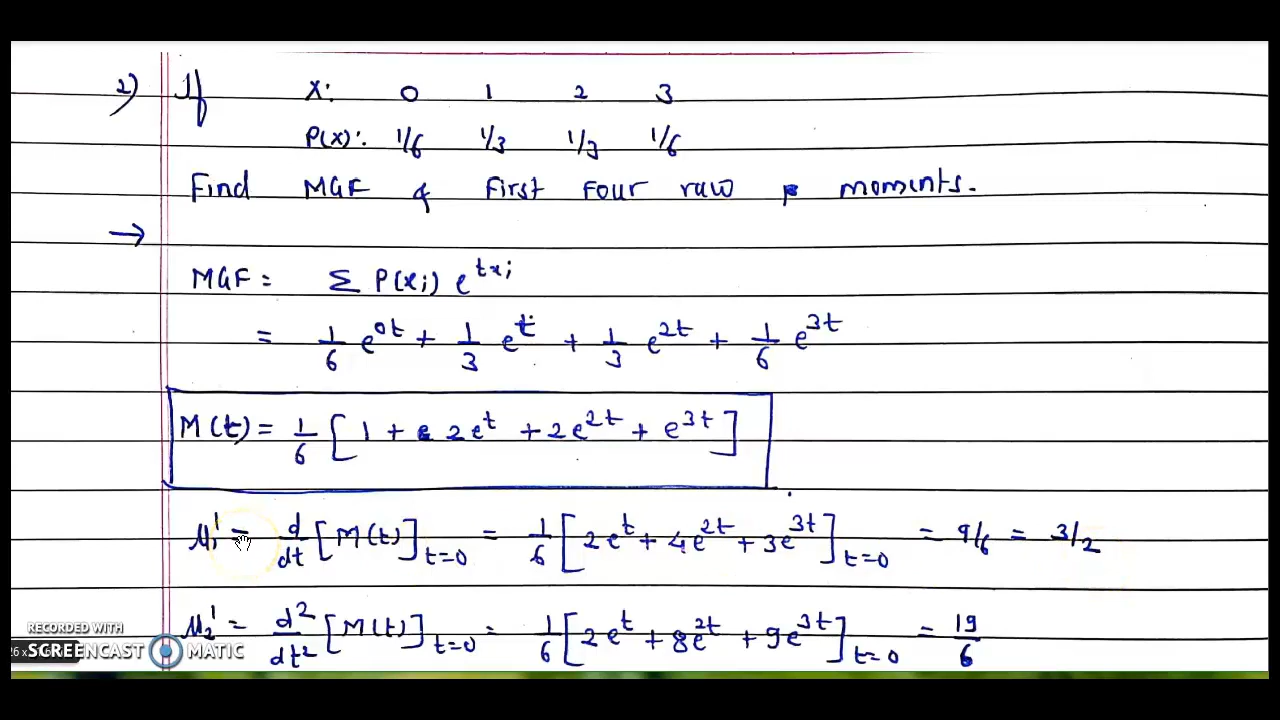 2) If X: 0 1 2 3
P(x): 1/6 1/3 1/3 1/6
Find MGF & first four raw moments.
→
MGF = Σ P(xi) e^{txi}
= 1/6 e^{0t} + 1/3 e^{t} + 1/3 e^{2t} + 1/6 e^{3t}
M(t) = 1/6 [1 + 2e^{t} + 2e^{2t} + e^{3t}]
μ₁' = d/dt [M(t)]_{t=0} = 1/6 [2e^{t} + 4e^{2t} + 3e^{3t}]_{t=0} = 9/6 = 3/2
μ₂' = d²/dt² [M(t)]_{t=0} = 1/6 [2e^{t} + 8e^{2t} + 9e^{3t}]_{t=0} = 19/6
RECORDED WITH
SCREENCAST MATIC